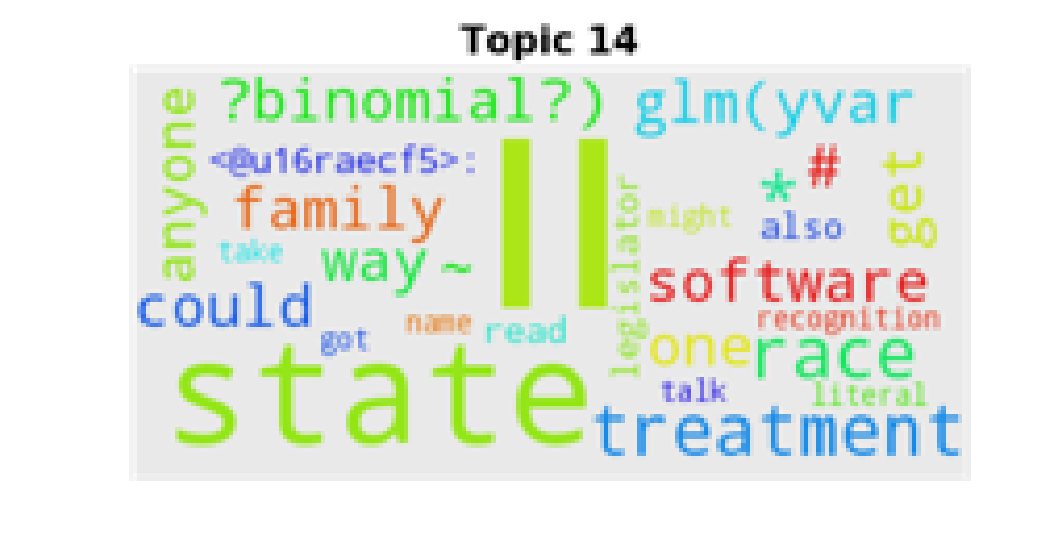 Topic 14
anyone
?binomial?)
glm(yvar
<@u16raecf5>:
"
#
*
get
family
legislator
might
also
take
way
~
software
could
got
name
read
recognition
one
race
state
talk
literal
treatment